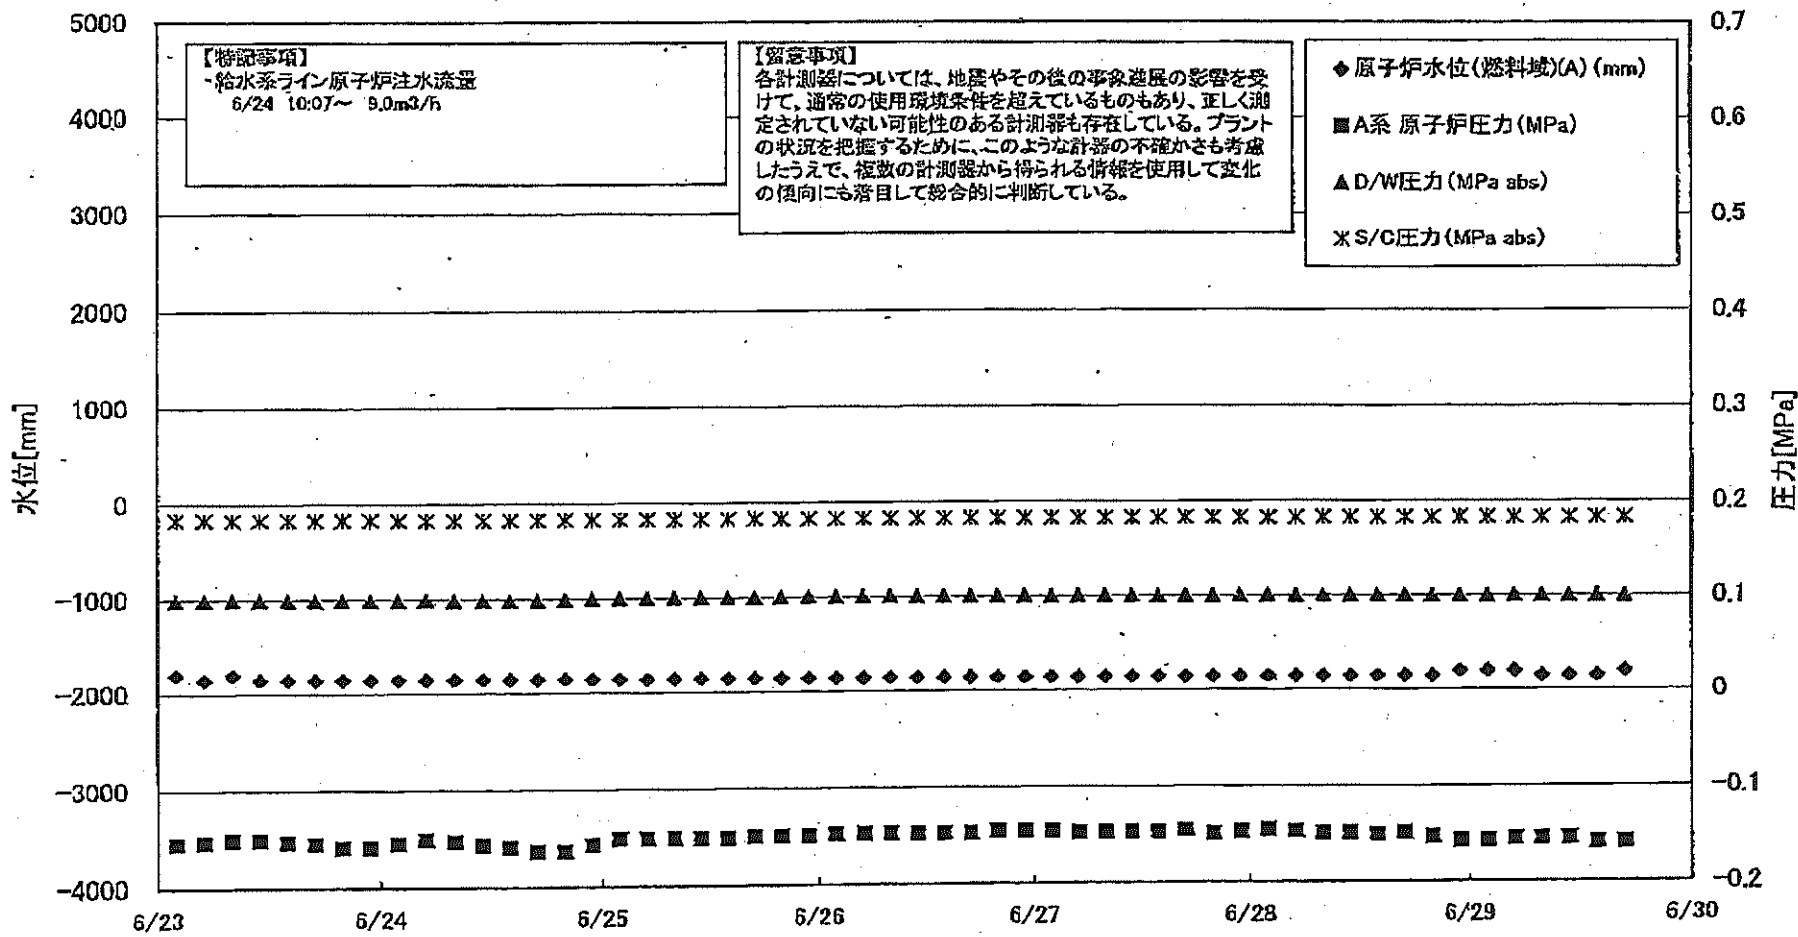 【特記事項】
・給水系ライン原子炉注水流量
6/24 10:07～ 9.0m3/h
【留意事項】
各計測器については、地震やその後の事象進展の影響を受
けて、通常の使用環境条件を超えているものもあり、正しく測
定されていない可能性のある計測器も存在している。プラント
の状況を把握するために、このような計器の不確かさも考慮
したうえで、複数の計測器から得られる情報を使用して変化
の傾向にも着目して総合的に判断している。
◆原子炉水位(燃料域)(A) (mm)
■A系 原子炉圧力(MPa)
▲D/W圧力(MPa abs)
S/C圧力(MPa abs)
水位[mm]
5000
4000
3000
2000
1000
0
-1000
-2000
-3000
-4000
圧力[MPa]
0.7
0.6
0.5
0.4
0.3
0.2
0.1
0
-0.1
-0.2
6/23
6/24
6/25
6/26
6/27
6/28
6/29
6/30